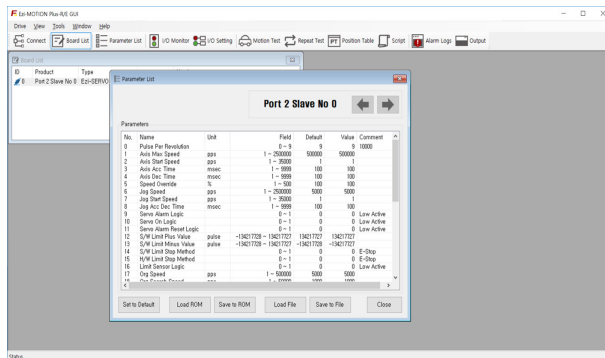 Ezi-MOTION Plus-R/E GUI
Drive View Tools Window Help
Connect Board List Parameter List I/O Monitor I/O Setting Motion Test Repeat Test PT Position Table Script Alarm Logs Output
Board List
ID Product Type
0 Port 2 Slave No 0 Ezi-SERVO
Parameter List
Port 2 Slave No 0
Parameters
No. Name Unit Field Default Value Comment
0 Pulse Per Revolution 0 ~ 9 9 9 10000
1 Axis Max Speed pps 1 ~ 2500000 500000 500000
2 Axis Start Speed pps 1 ~ 35000 1 1
3 Axis Acc Time msec 1 ~ 9999 100 100
4 Axis Dec Time msec 1 ~ 9999 100 100
5 Speed Override % 1 ~ 500 100 100
6 Jog Speed pps 1 ~ 2500000 5000 5000
7 Jog Start Speed pps 1 ~ 35000 1 1
8 Jog Acc Dec Time msec 1 ~ 9999 100 100
9 Servo Alarm Logic 0 ~ 1 0 0 Low Active
10 Servo On Logic 0 ~ 1 0 0 Low Active
11 Servo Alarm Reset Logic 0 ~ 1 0 0 Low Active
12 S/W Limit Plus Value pulse -134217728 ~ 134217727 134217727 134217727
13 S/W Limit Minus Value pulse -134217728 ~ 134217727 -134217728 -134217728
14 S/W Limit Stop Method 0 ~ 1 0 0 E-Stop
15 H/W Limit Stop Method 0 ~ 1 0 0 E-Stop
16 Limit Sensor Logic 0 ~ 1 0 0 Low Active
17 Org Speed pps 1 ~ 500000 5000 5000
Set to Default Load ROM Save to ROM Load File Save to File Close
Status